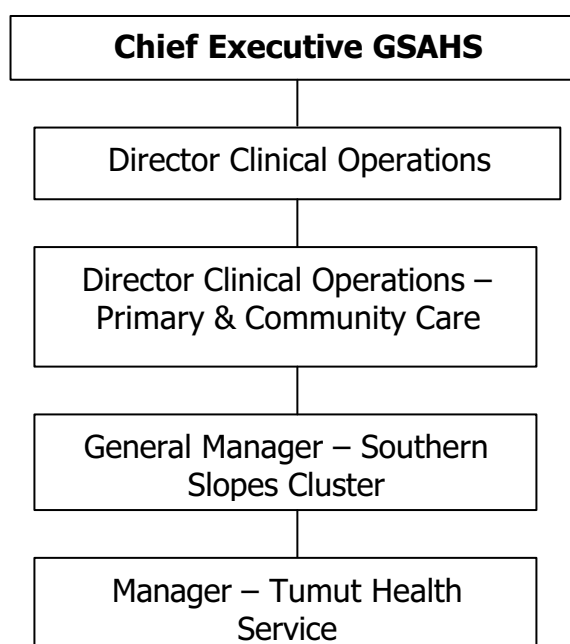 Chief Executive GSAHS
Director Clinical Operations
Director Clinical Operations –
Primary & Community Care
General Manager – Southern
Slopes Cluster
Manager – Tumut Health
Service